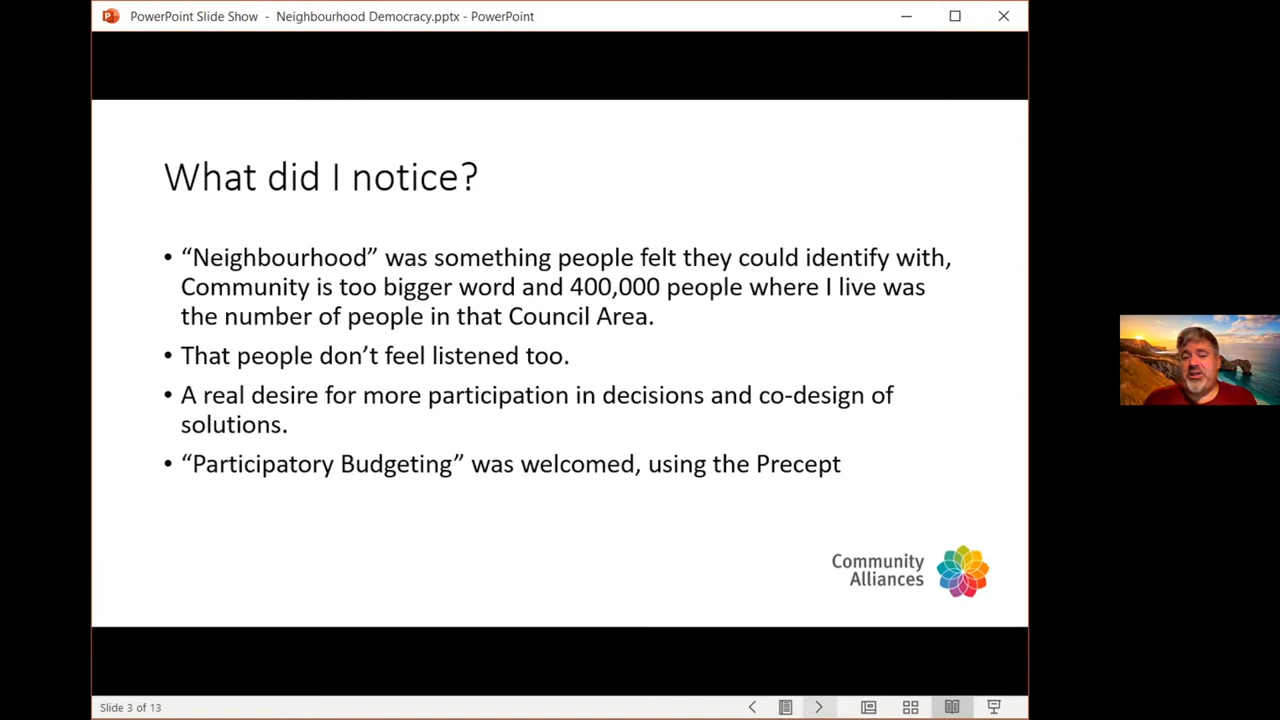 PowerPoint Slide Show - Neighbourhood Democracy.pptx - PowerPoint
What did I notice?
• “Neighbourhood” was something people felt they could identify with,
Community is too bigger word and 400,000 people where I live was
the number of people in that Council Area.
• That people don’t feel listened too.
• A real desire for more participation in decisions and co-design of
solutions.
• “Participatory Budgeting” was welcomed, using the Precept
Community
Alliances
Slide 3 of 13